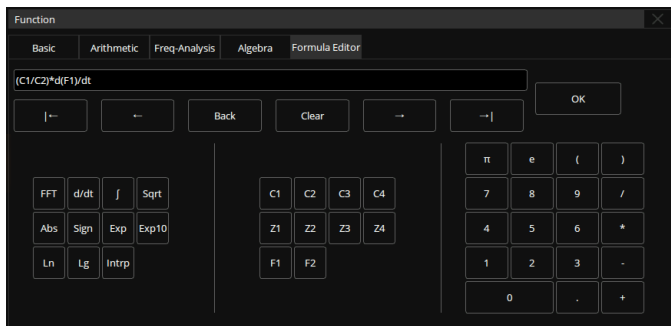 Function
Basic Arithmetic Freq-Analysis Algebra Formula Editor
(C1/C2)*d(F1)/dt
OK
|← ← Back Clear → →|
π e ( )
FFT d/dt ∫ Sqrt C1 C2 C3 C4 7 8 9 /
Abs Sign Exp Exp10 Z1 Z2 Z3 Z4 4 5 6 *
Ln Lg Intrp F1 F2 1 2 3 -
0 . +